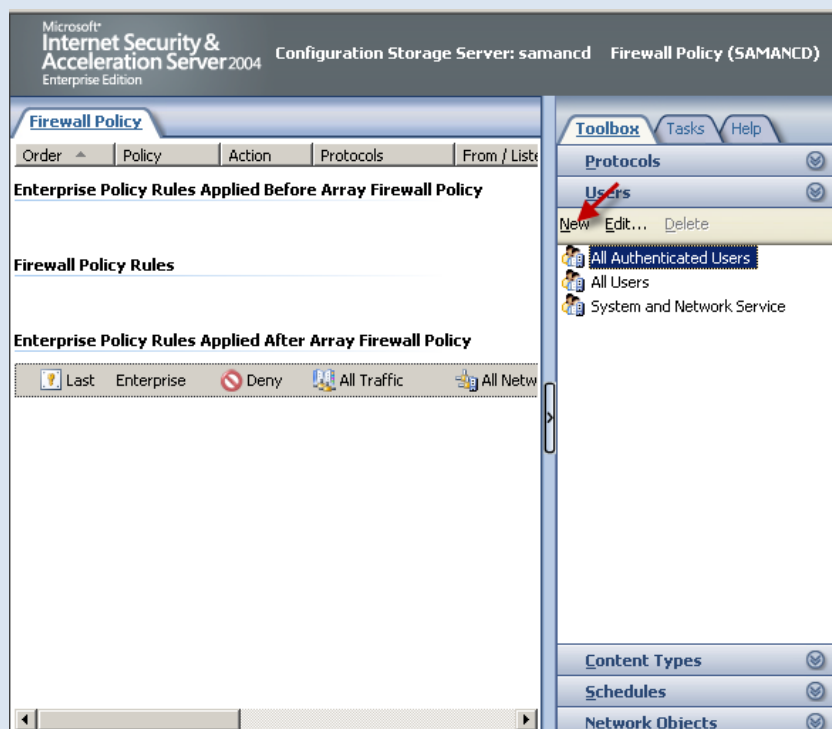 Microsoft®
Internet Security &
Acceleration Server 2004
Enterprise Edition
Configuration Storage Server: samancd Firewall Policy (SAMANCD)
Firewall Policy
Order Policy Action Protocols From / Liste
Enterprise Policy Rules Applied Before Array Firewall Policy
Firewall Policy Rules
Enterprise Policy Rules Applied After Array Firewall Policy
Last Enterprise Deny All Traffic All Netw
Toolbox Tasks Help
Protocols
Users
New Edit... Delete
All Authenticated Users
All Users
System and Network Service
Content Types
Schedules
Network Objects